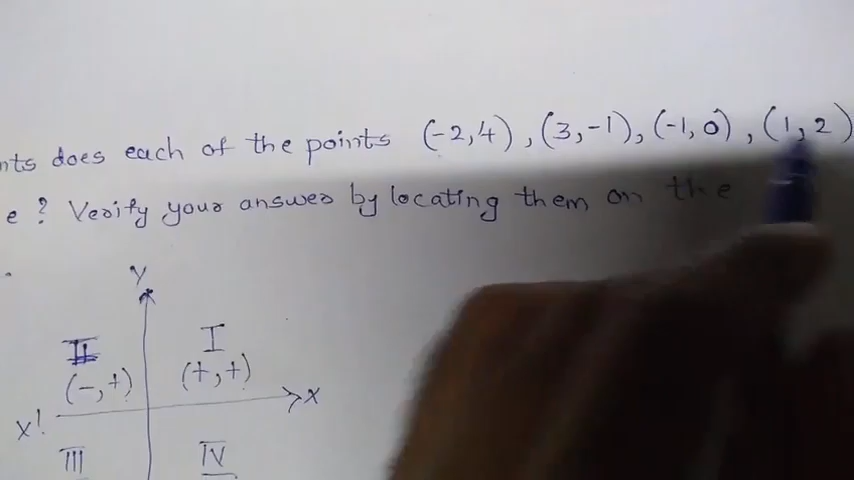 nts does each of the points (-2,4), (3,-1), (-1,0), (1,2)
e? Verify your answer by locating them on the
Y
II I
(-,+) (+,+)
X' X
III IV